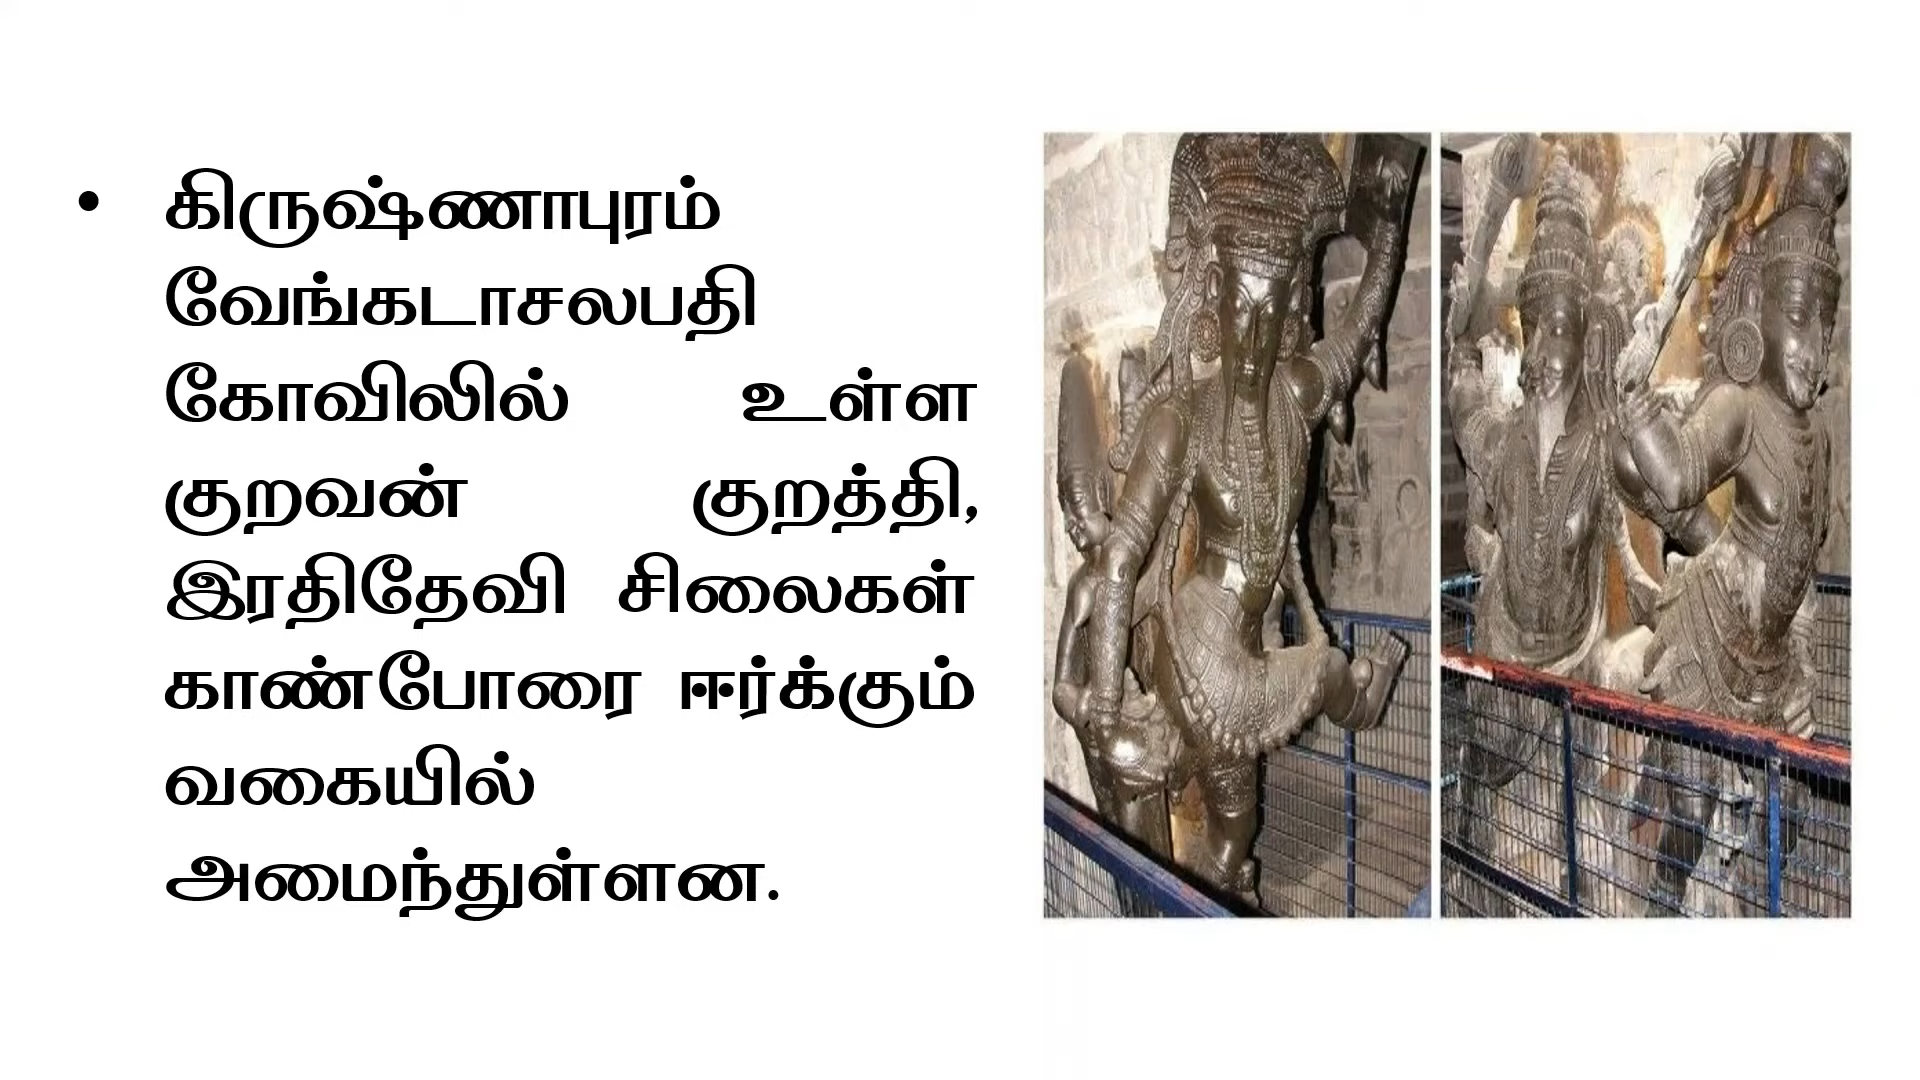 • கிருஷ்ணாபுரம்
வேங்கடாசலபதி
கோவிலில் உள்ள
குறவன் குறத்தி,
இரதிதேவி சிலைகள்
காண்போரை ஈர்க்கும்
வகையில்
அமைந்துள்ளன.